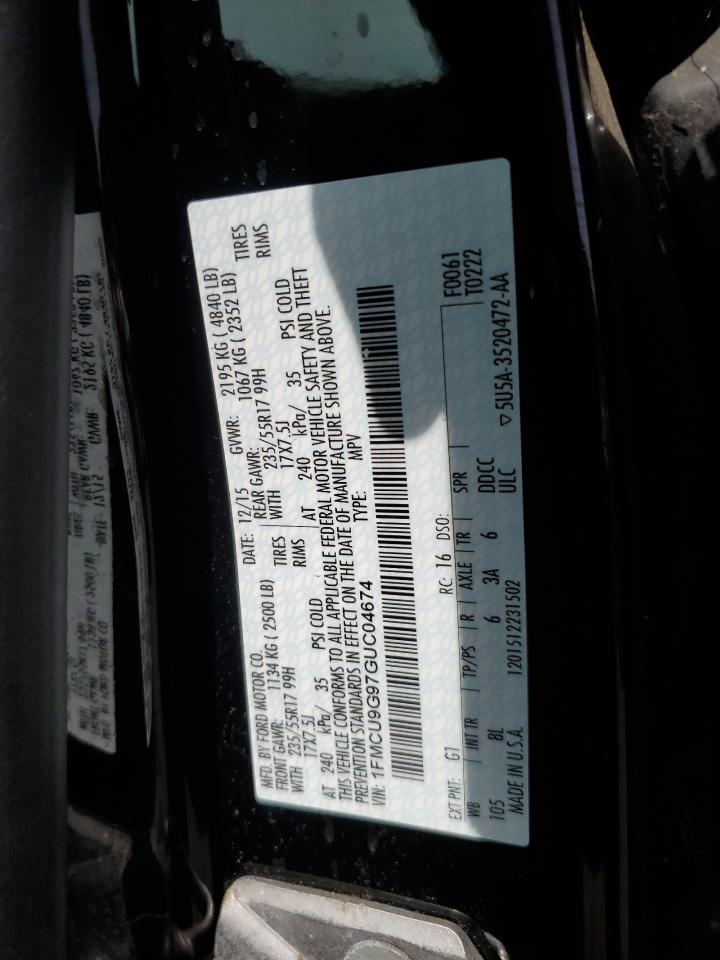 MFD. BY FORD MOTOR CO.
DATE: 12/15 GVWR: 2195 KG ( 4840 LB)
FRONT GAWR: 1134 KG ( 2500 LB) REAR GAWR: 1067 KG ( 2352 LB)
WITH 235/55R17 99H TIRES WITH 235/55R17 99H TIRES
17X7.5J RIMS 17X7.5J RIMS
AT 240 kPa/ 35 PSI COLD AT 240 kPa/ 35 PSI COLD
THIS VEHICLE CONFORMS TO ALL APPLICABLE FEDERAL MOTOR VEHICLE SAFETY AND THEFT
PREVENTION STANDARDS IN EFFECT ON THE DATE OF MANUFACTURE SHOWN ABOVE.
VIN: 1FMCU9G97GUC04674 TYPE: MPV
EXT PNT: G1 RC: 16 DSO: F0061
WB INT TR TP/PS R AXLE TR SPR T0222
105 8L 6 3A 6 DDCC
MADE IN U.S.A. 1201512231502 ULC
▽5U5A-3520472-AA